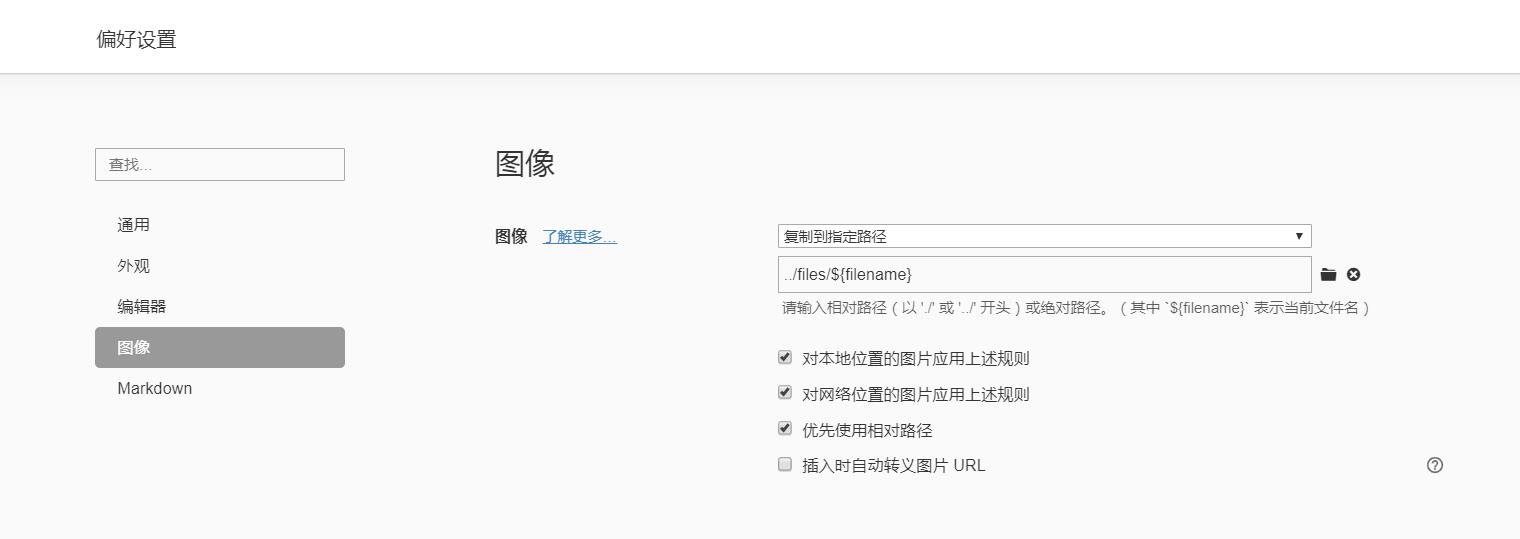 偏好设置
查找...
通用
外观
编辑器
图像
Markdown
图像
图像 了解更多...
复制到指定路径
../files/${filename}
请输入相对路径（以 './' 或 '../' 开头）或绝对路径。（其中 `${filename}` 表示当前文件名）
对本地位置的图片应用上述规则
对网络位置的图片应用上述规则
优先使用相对路径
插入时自动转义图片 URL